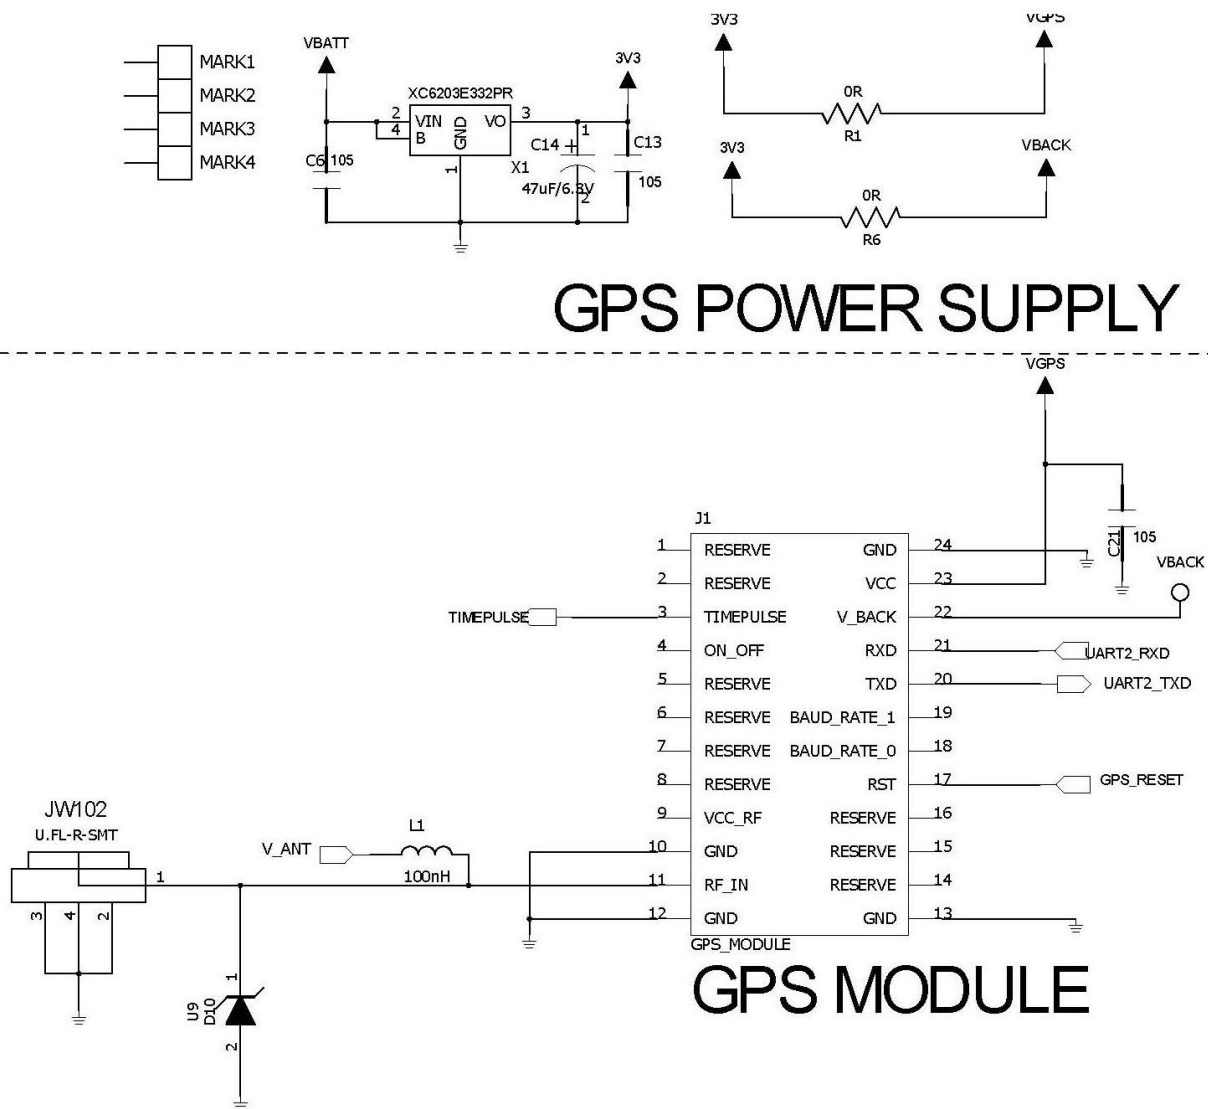 3V3
VGPS
VBATT
MARK1
3V3
XC6203E332PR
0R
MARK2
2 VIN VO 3
MARK3
4 B GND
C14 + 1 C13
R1
3V3 VBACK
MARK4
C6 105
1
X1
47uF/6.3V
2
105
0R
R6
GPS POWER SUPPLY
VGPS
J1
C21 105
1 RESERVE GND 24
VBACK
2 RESERVE VCC 23
TIMEPULSE 3 TIMEPULSE V_BACK 22
4 ON_OFF RXD 21 UART2_RXD
5 RESERVE TXD 20 UART2_TXD
6 RESERVE BAUD_RATE_1 19
7 RESERVE BAUD_RATE_0 18
8 RESERVE RST 17 GPS_RESET
JW102
9 VCC_RF RESERVE 16
U.FL-R-SMT
L1
V_ANT
10 GND RESERVE 15
100nH
1
11 RF_IN RESERVE 14
3 4 2
12 GND GND 13
GPS_MODULE
GPS MODULE
1
U9
D10
2